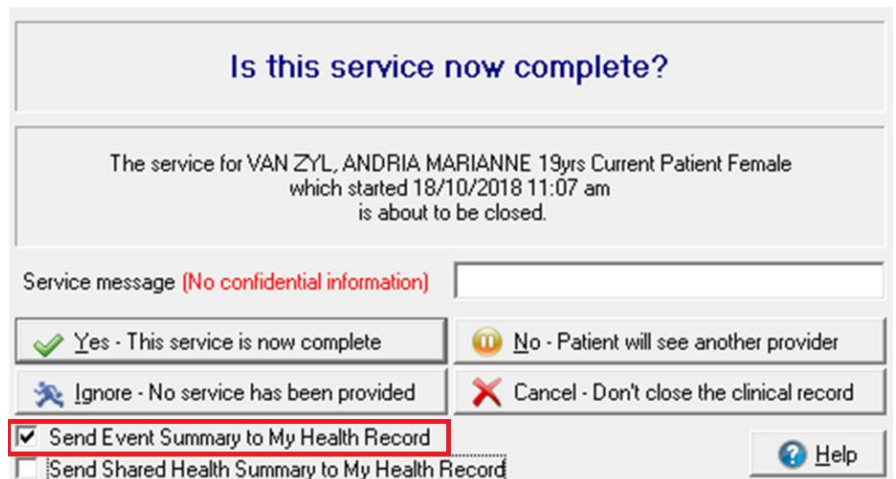 Is this service now complete?
The service for VAN ZYL, ANDRIA MARIANNE 19yrs Current Patient Female
which started 18/10/2018 11:07 am
is about to be closed.
Service message (No confidential information)
Yes - This service is now complete
No - Patient will see another provider
Ignore - No service has been provided
Cancel - Don't close the clinical record
Send Event Summary to My Health Record
Send Shared Health Summary to My Health Record
Help